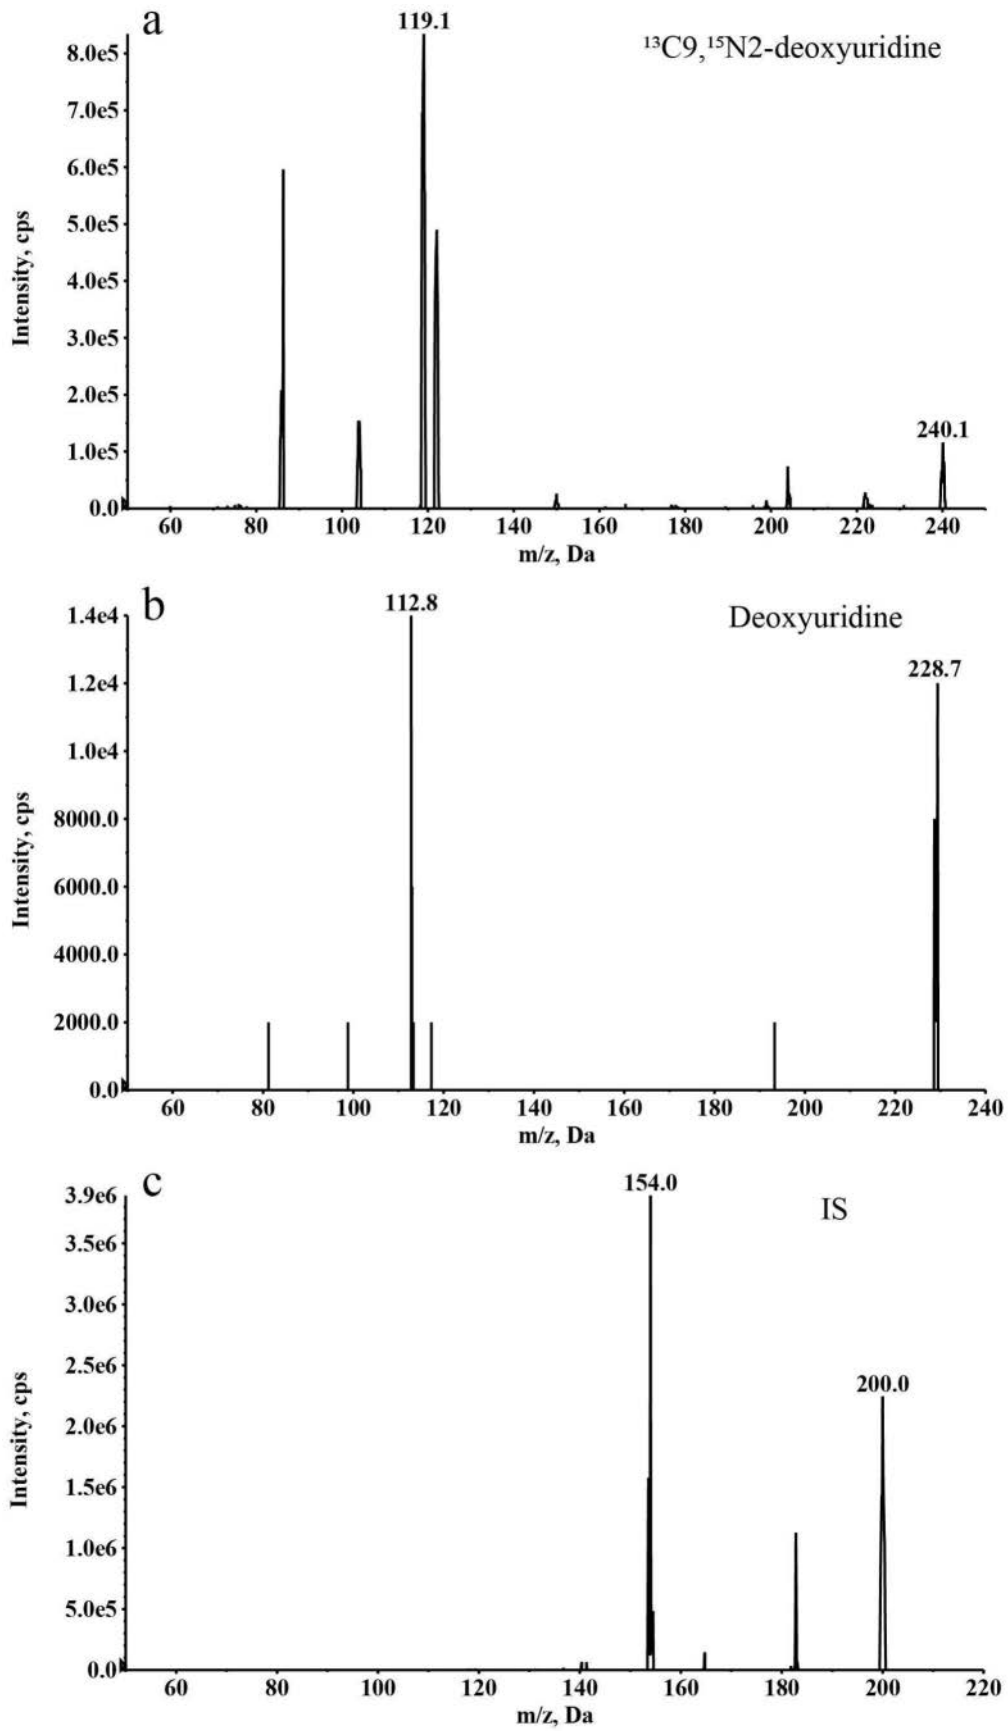 a
119.1
¹³C9,¹⁵N2-deoxyuridine
8.0e5
7.0e5
6.0e5
5.0e5
4.0e5
3.0e5
2.0e5
1.0e5
0.0
Intensity, cps
240.1
60 80 100 120 140 160 180 200 220 240
m/z, Da
b
112.8
Deoxyuridine
228.7
1.4e4
1.2e4
1.0e4
8000.0
6000.0
4000.0
2000.0
0.0
Intensity, cps
60 80 100 120 140 160 180 200 220 240
m/z, Da
c
154.0
IS
200.0
3.9e6
3.5e6
3.0e6
2.5e6
2.0e6
1.5e6
1.0e6
5.0e5
0.0
Intensity, cps
60 80 100 120 140 160 180 200 220
m/z, Da